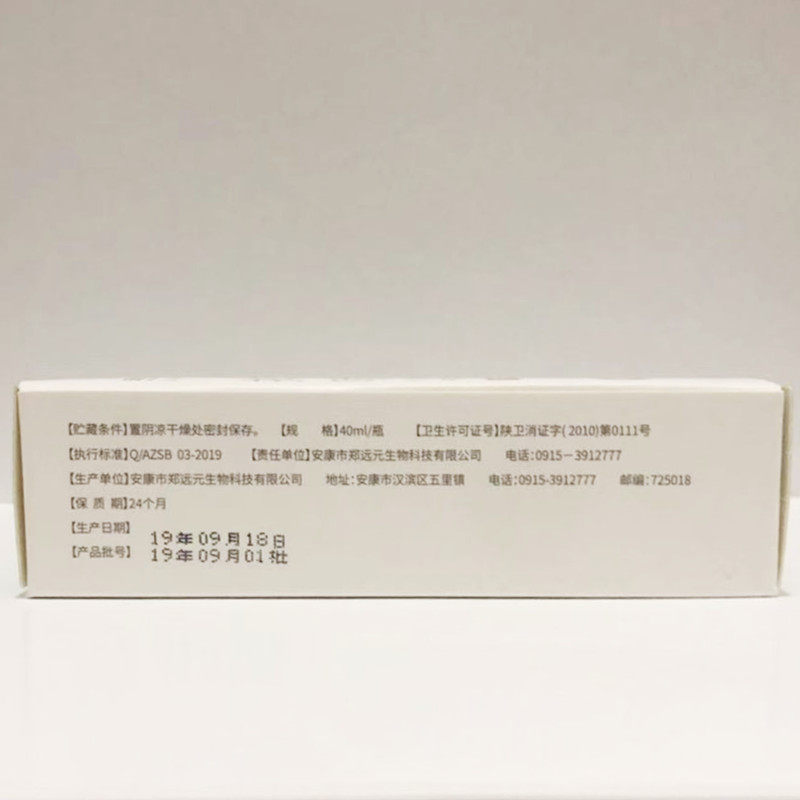 【贮藏条件】置阴凉干燥处密封保存。 【规 格】40ml/瓶 【卫生许可证号】陕卫消证字(2010)第0111号
【执行标准】Q/AZSB 03-2019 【责任单位】安康市郑远元生物科技有限公司 电话:0915-3912777
【生产单位】安康市郑远元生物科技有限公司 地址:安康市汉滨区五里镇 电话:0915-3912777 邮编:725018
【保 质 期】24个月
【生产日期】 19年09月18日
【产品批号】 19年09月01批